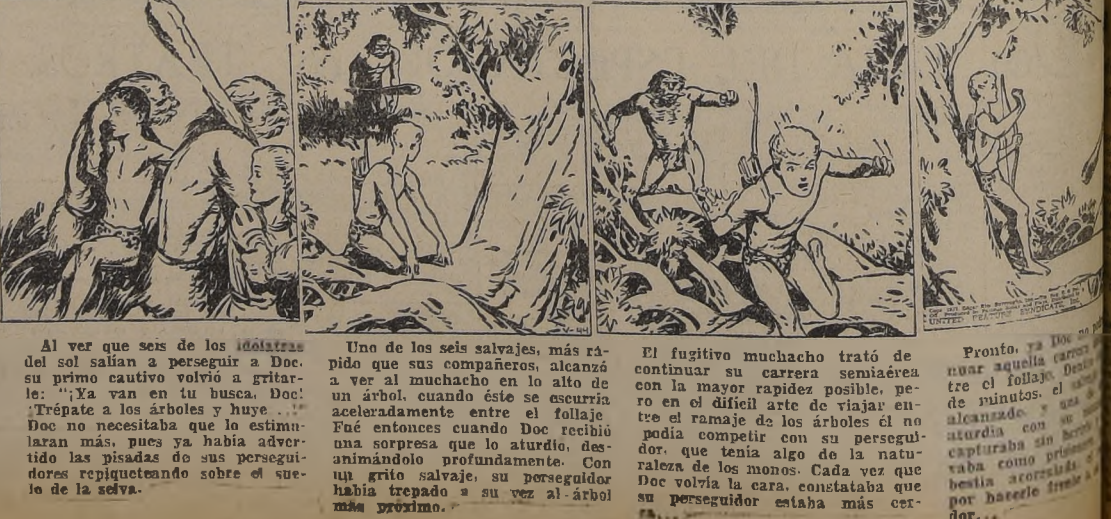 V-44
UNITED FEATURE SYNDICATE
Al ver que seis de los idólatras
del sol salían a perseguir a Doc,
su primo cautivo volvió a gritar-
le: "¡Ya van en tu busca, Doc!
¡Trépate a los árboles y huye ..."
Doc no necesitaba que lo estimu-
laran más, pues ya había adver-
tido las pisadas de sus persegui-
dores repiqueteando sobre el sue-
lo de la selva.
Uno de los seis salvajes, más rá-
pido que sus compañeros, alcanzó
a ver al muchacho en lo alto de
un árbol, cuando éste se escurría
aceleradamente entre el follaje
Fué entonces cuando Doc recibió
una sorpresa que lo aturdio, des-
animándolo profundamente. Con
un grito salvaje, su perseguidor
había trepado a su vez al árbol
más próximo.
El fugitivo muchacho trató de
continuar su carrera semiaérea
con la mayor rapidez posible, pe-
ro en el difícil arte de viajar en-
tre el ramaje de los árboles él no
podía competir con su persegui-
dor, que tenía algo de la natu-
raleza de los monos. Cada vez que
Doc volvía la cara, constataba que
su perseguidor estaba más cer-
Pronto, ya Doc no
nuar aquella carrera
tre el follaje.
de minutos, el
alcanzado y una
aturdía con su
capturaba sin
vaba como
bestia
por hacerle frente
dor...